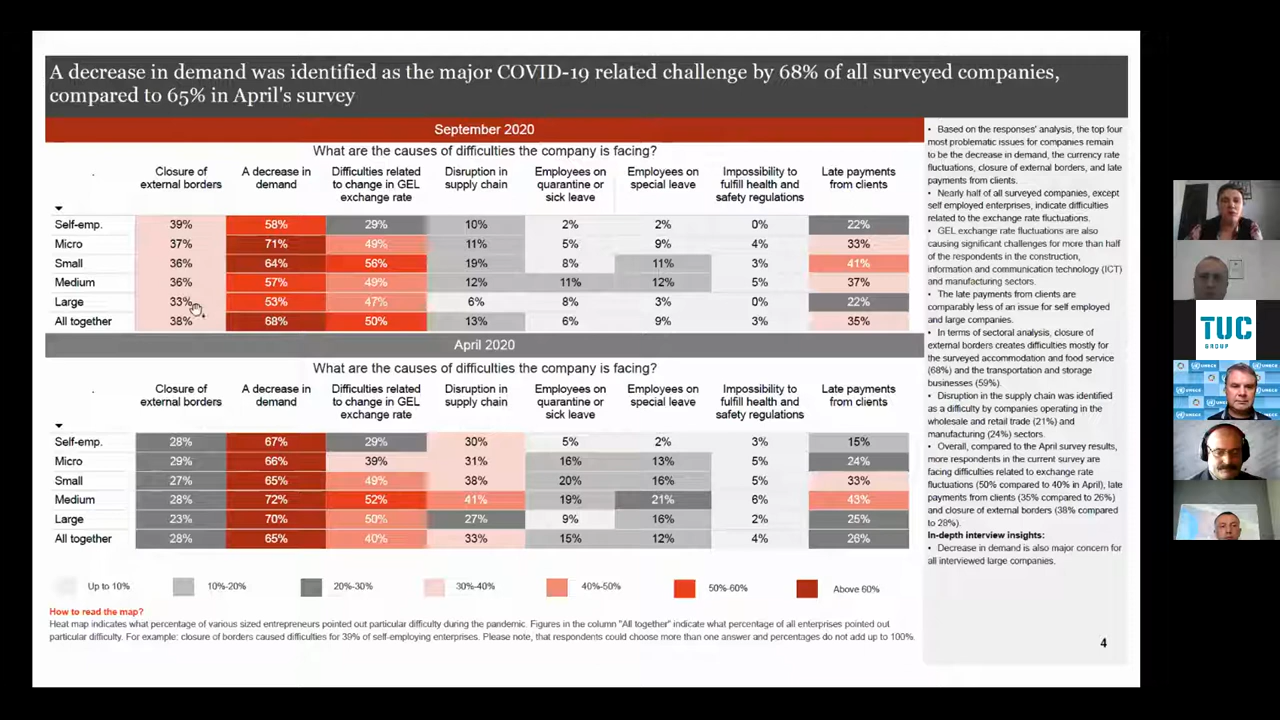 A decrease in demand was identified as the major COVID-19 related challenge by 68% of all surveyed companies,
compared to 65% in April's survey
September 2020
What are the causes of difficulties the company is facing?
Closure of external borders A decrease in demand Difficulties related to change in GEL exchange rate Disruption in supply chain Employees on quarantine or sick leave Employees on special leave Impossibility to fulfill health and safety regulations Late payments from clients
Self-emp. 39% 58% 29% 10% 2% 2% 0% 22%
Micro 37% 71% 49% 11% 5% 9% 4% 33%
Small 36% 64% 56% 19% 8% 11% 3% 41%
Medium 36% 57% 49% 12% 11% 12% 5% 37%
Large 33% 53% 47% 6% 8% 3% 0% 22%
All together 38% 68% 50% 13% 6% 9% 3% 35%
April 2020
What are the causes of difficulties the company is facing?
Closure of external borders A decrease in demand Difficulties related to change in GEL exchange rate Disruption in supply chain Employees on quarantine or sick leave Employees on special leave Impossibility to fulfill health and safety regulations Late payments from clients
Self-emp. 28% 67% 29% 30% 5% 2% 3% 15%
Micro 29% 66% 39% 31% 16% 13% 5% 24%
Small 27% 65% 49% 38% 20% 16% 5% 33%
Medium 28% 72% 52% 41% 19% 21% 6% 43%
Large 23% 70% 50% 27% 9% 16% 2% 25%
All together 28% 65% 40% 33% 15% 12% 4% 26%
Up to 10% 10%-20% 20%-30% 30%-40% 40%-50% 50%-60% Above 60%
How to read the map?
Heat map indicates what percentage of various sized entrepreneurs pointed out particular difficulty during the pandemic. Figures in the column "All together" indicate what percentage of all enterprises pointed out
particular difficulty. For example: closure of borders caused difficulties for 39% of self-employing enterprises. Please note, that respondents could choose more than one answer and percentages do not add up to 100%.
• Based on the responses' analysis, the top four
most problematic issues for companies remain
to be the decrease in demand, the currency rate
fluctuations, closure of external borders, and late
payments from clients.
• Nearly half of all surveyed companies, except
self employed enterprises, indicate difficulties
related to the exchange rate fluctuations.
• GEL exchange rate fluctuations are also
causing significant challenges for more than half
of the respondents in the construction,
information and communication technology (ICT)
and manufacturing sectors.
• The late payments from clients are
comparably less of an issue for self employed
and large companies.
• In terms of sectoral analysis, closure of
external borders creates difficulties mostly for
the surveyed accommodation and food service
(68%) and the transportation and storage
businesses (59%).
• Disruption in the supply chain was identified
as a difficulty by companies operating in the
wholesale and retail trade (21%) and
manufacturing (24%) sectors.
• Overall, compared to the April survey results,
more respondents in the current survey are
facing difficulties related to exchange rate
fluctuations (50% compared to 40% in April), late
payments from clients (35% compared to 26%)
and closure of external borders (38% compared
to 28%).
In-depth interview insights:
• Decrease in demand is also major concern for
all interviewed large companies.
4
TUC
GROUP
UNECE